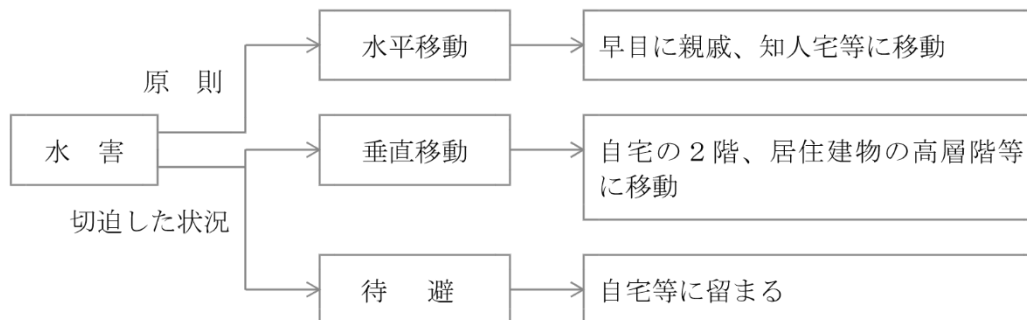 水害
原則
水平移動
早目に親戚、知人宅等に移動
垂直移動
自宅の２階、居住建物の高層階等
に移動
切迫した状況
待避
自宅等に留まる